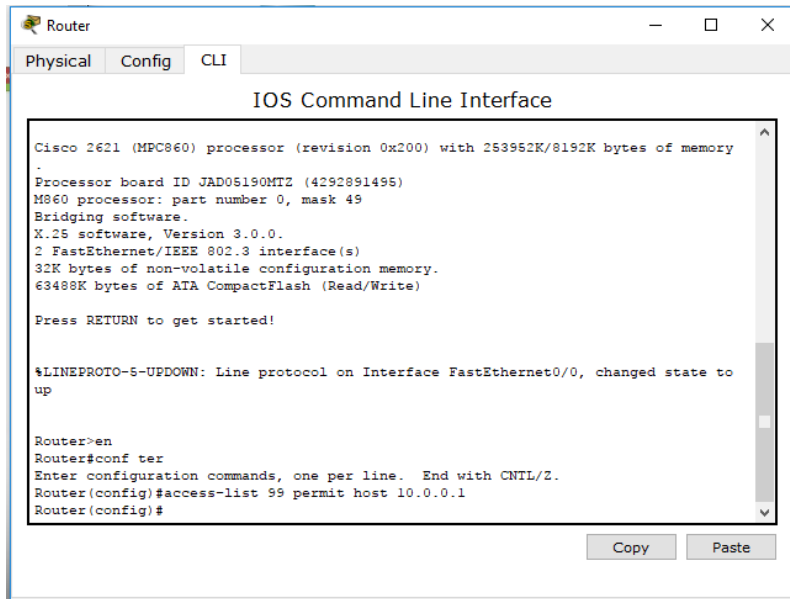 Router
Physical Config CLI
IOS Command Line Interface
Cisco 2621 (MPC860) processor (revision 0x200) with 253952K/8192K bytes of memory
.
Processor board ID JAD05190MTZ (4292891495)
M860 processor: part number 0, mask 49
Bridging software.
X.25 software, Version 3.0.0.
2 FastEthernet/IEEE 802.3 interface(s)
32K bytes of non-volatile configuration memory.
63488K bytes of ATA CompactFlash (Read/Write)
Press RETURN to get started!
%LINEPROTO-5-UPDOWN: Line protocol on Interface FastEthernet0/0, changed state to
up
Router>en
Router#conf ter
Enter configuration commands, one per line.  End with CNTL/Z.
Router(config)#access-list 99 permit host 10.0.0.1
Router(config)#
Copy Paste